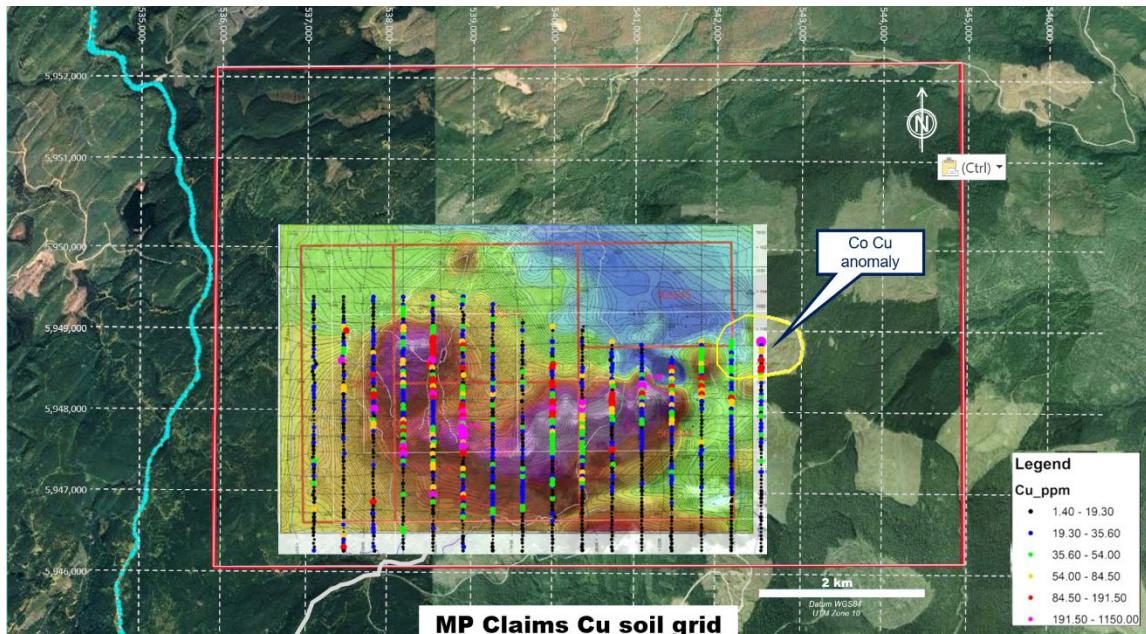 535,000
536,000
537,000
538,000
539,000
540,000
541,000
542,000
543,000
544,000
545,000
546,000
5,952,000
5,951,000
5,950,000
5,949,000
5,948,000
5,947,000
5,946,000
N
(Ctrl)
Co Cu
anomaly
Legend
Cu_ppm
1.40 - 19.30
19.30 - 35.60
35.60 - 54.00
54.00 - 84.50
84.50 - 191.50
191.50 - 1150.00
2 km
Datum WGS84
UTM Zone 10
MP Claims Cu soil grid